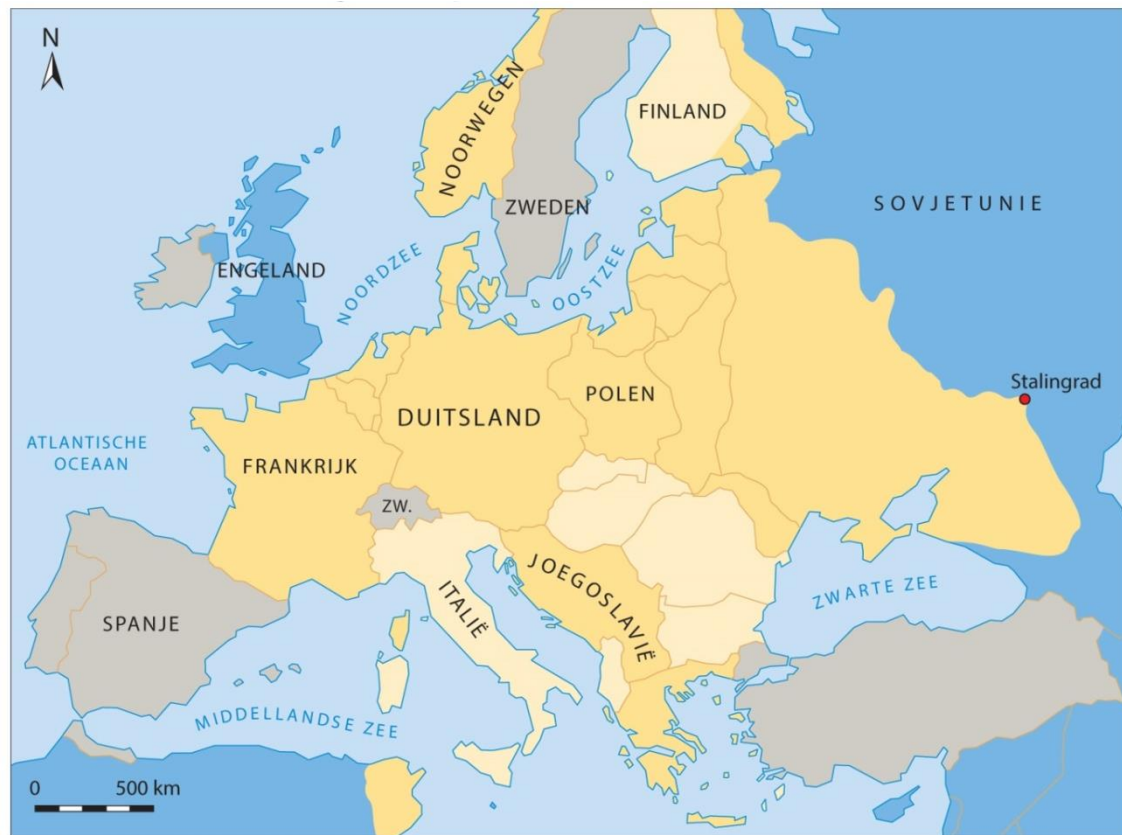 N
NOORWEGEN
FINLAND
ZWEDEN
SOVJETUNIE
ENGELAND
NOORDZEE
OOSTZEE
Stalingrad
POLEN
DUITSLAND
ATLANTISCHE
OCEAAN
FRANKRIJK
ZW.
JOEGOSLAVIË
ZWARTE ZEE
ITALIË
SPANJE
MIDDELLANDSE ZEE
0 500 km